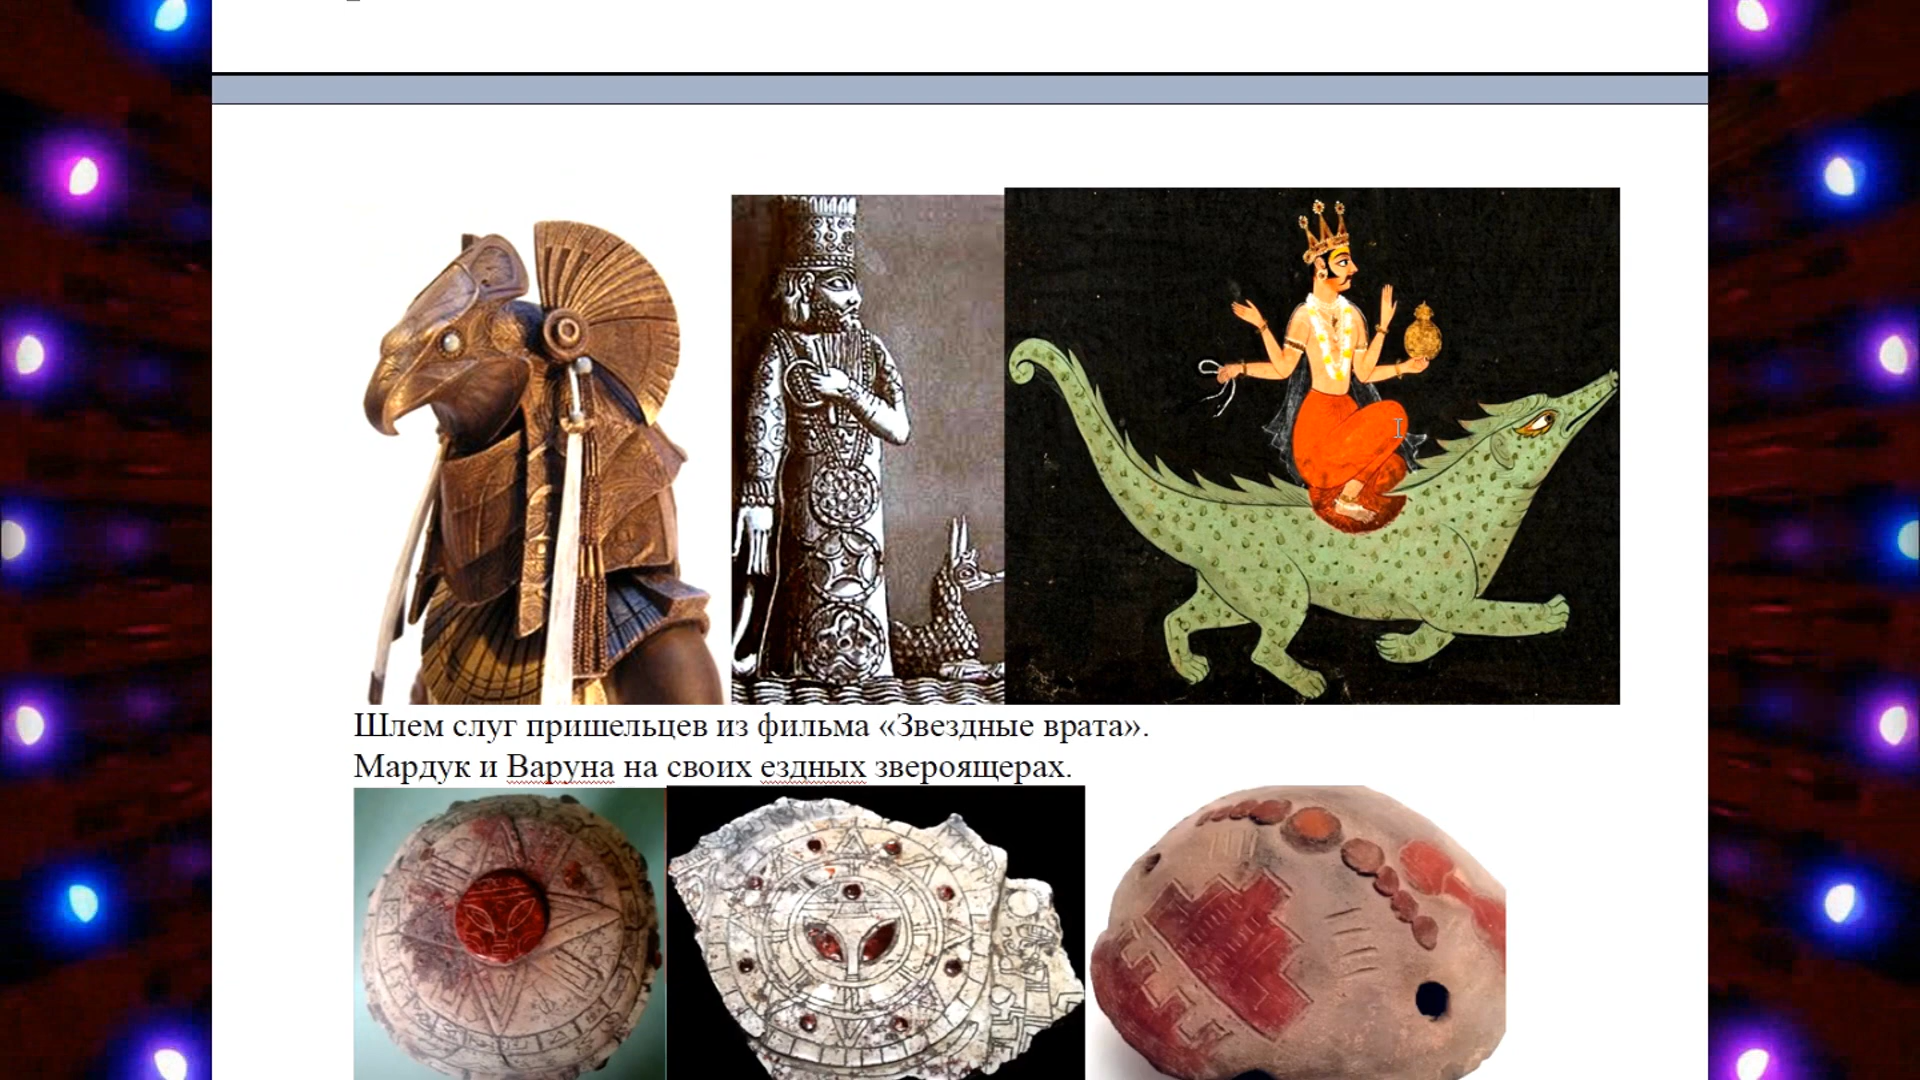 Шлем слуг пришельцев из фильма «Звездные врата».
Мардук и Варуна на своих ездных звероящерах.